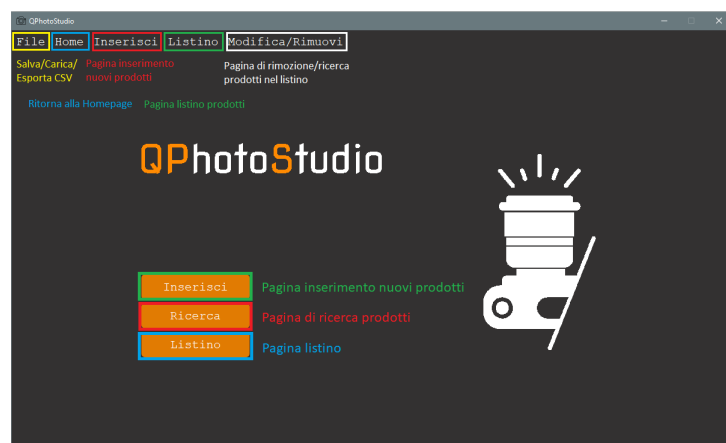 QPhotoStudio
File Home Inserisci Listino Modifica/Rimuovi
Salva/Carica/
Esporta CSV
Pagina inserimento
nuovi prodotti
Pagina di rimozione/ricerca
prodotti nel listino
Ritorna alla Homepage
Pagina listino prodotti
QPhotoStudio
Inserisci Pagina inserimento nuovi prodotti
Ricerca Pagina di ricerca prodotti
Listino Pagina listino